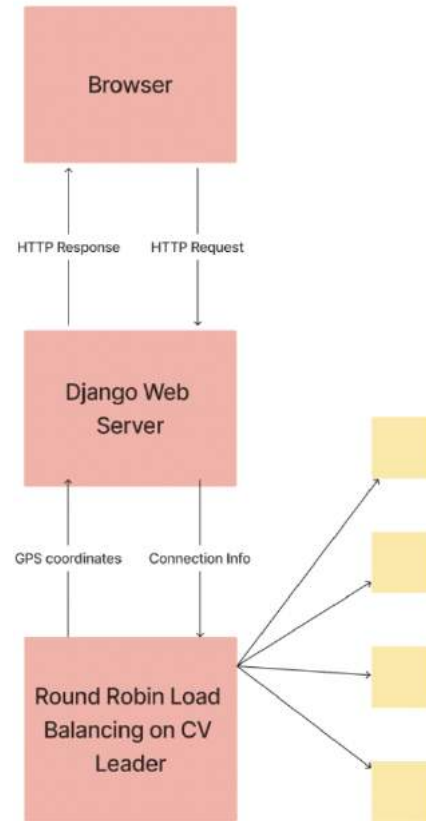 Browser
HTTP Response
HTTP Request
Django Web
Server
GPS coordinates
Connection Info
Round Robin Load
Balancing on CV
Leader